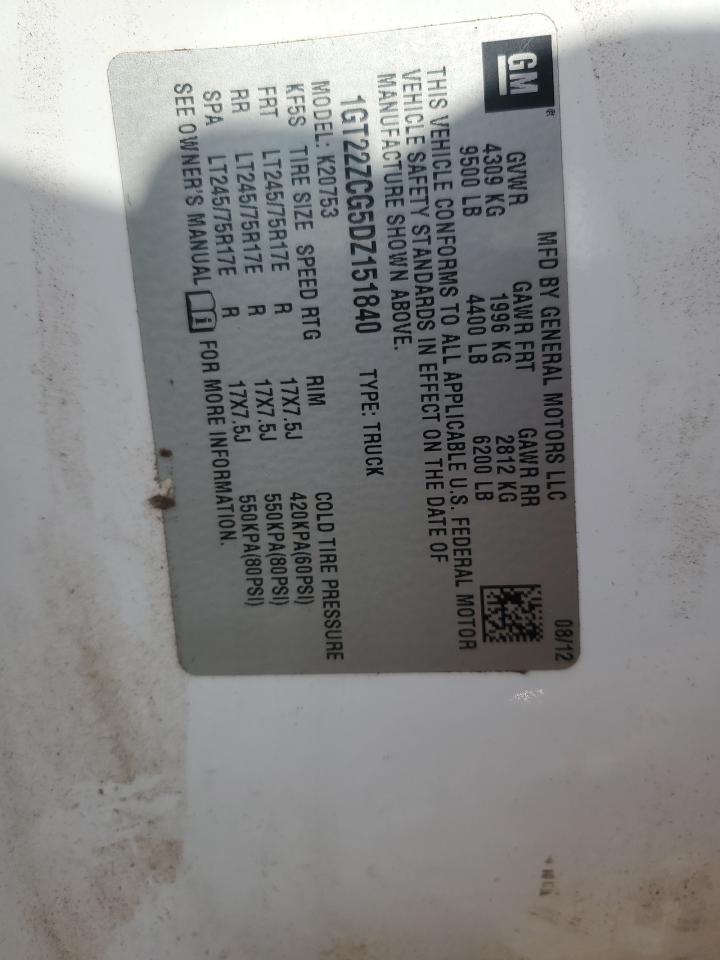 GM®
MFD BY GENERAL MOTORS LLC 08/12
GVWR GAWR FRT GAWR RR
4309 KG 1996 KG 2812 KG
9500 LB 4400 LB 6200 LB
THIS VEHICLE CONFORMS TO ALL APPLICABLE U.S. FEDERAL MOTOR
VEHICLE SAFETY STANDARDS IN EFFECT ON THE DATE OF
MANUFACTURE SHOWN ABOVE.
1GT22ZCG5DZ151840 TYPE: TRUCK
MODEL: K20753
KF5S TIRE SIZE SPEED RTG RIM COLD TIRE PRESSURE
FRT LT245/75R17E R 17X7.5J 420KPA(60PSI)
RR LT245/75R17E R 17X7.5J 550KPA(80PSI)
SPA LT245/75R17E R 17X7.5J 550KPA(80PSI)
SEE OWNER'S MANUAL i FOR MORE INFORMATION.